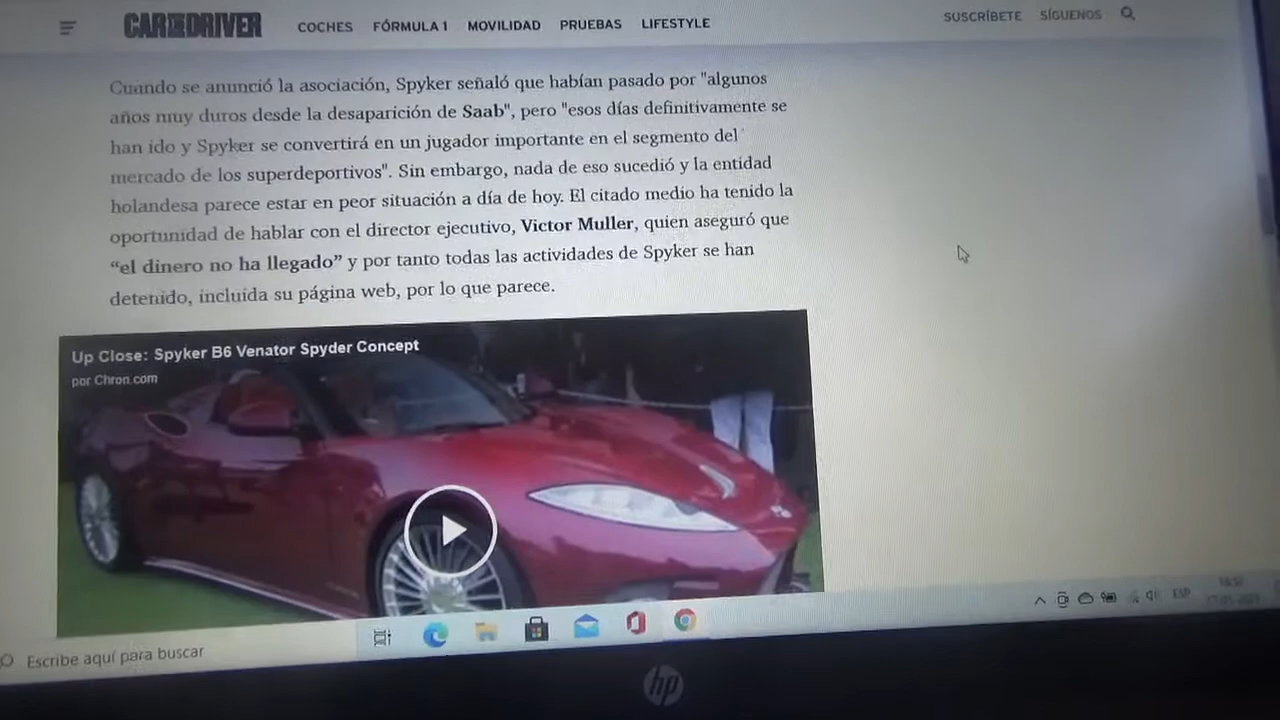 CAR AND DRIVER COCHES FÓRMULA 1 MOVILIDAD PRUEBAS LIFESTYLE SUSCRÍBETE SÍGUENOS
Cuando se anunció la asociación, Spyker señaló que habían pasado por "algunos
años muy duros desde la desaparición de Saab", pero "esos días definitivamente se
han ido y Spyker se convertirá en un jugador importante en el segmento del
mercado de los superdeportivos". Sin embargo, nada de eso sucedió y la entidad
holandesa parece estar en peor situación a día de hoy. El citado medio ha tenido la
oportunidad de hablar con el director ejecutivo, Victor Muller, quien aseguró que
“el dinero no ha llegado” y por tanto todas las actividades de Spyker se han
detenido, incluida su página web, por lo que parece.
Up Close: Spyker B6 Venator Spyder Concept
por Chron.com
Escribe aquí para buscar
ESP
hp